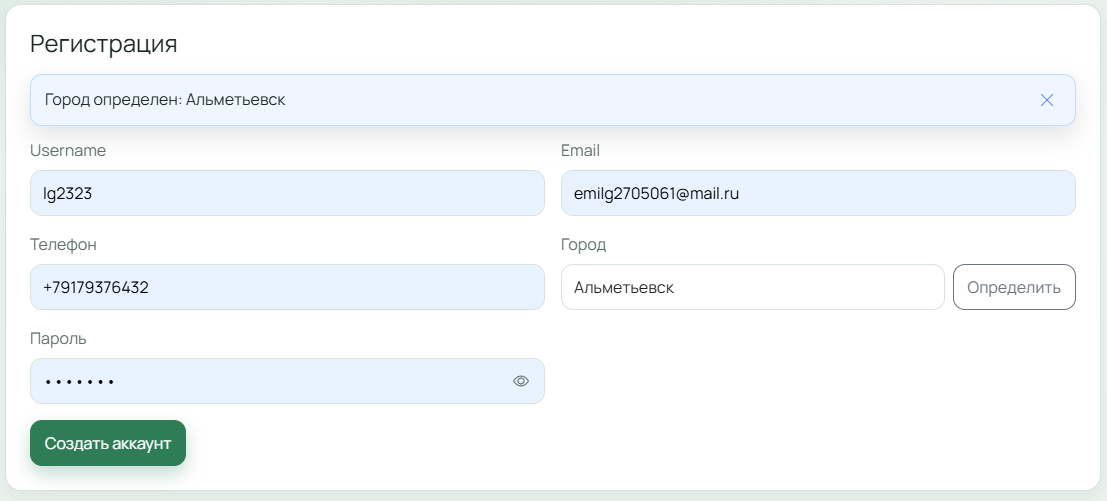 Регистрация
Город определен: Альметьевск
Username
Email
lg2323
emilg2705061@mail.ru
Телефон
Город
+79179376432
Альметьевск
Определить
Пароль
•••••••
Создать аккаунт